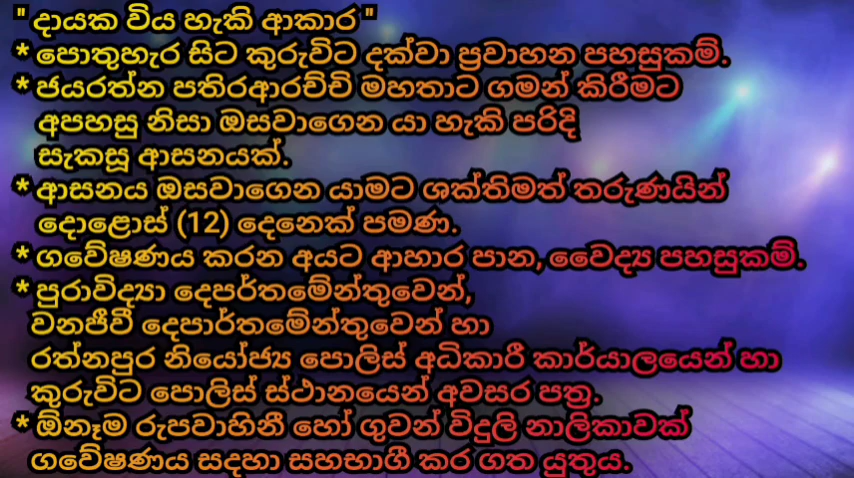 " දායක විය හැකි ආකාර "
* පොතුහැර සිට කුරුවිට දක්වා ප්‍රවාහන පහසුකම්.
* ජයරත්න පතිරආරච්චි මහතාට ගමන් කිරීමට
අපහසු නිසා ඔසවාගෙන යා හැකි පරිදි
සැකසූ ආසනයක්.
* ආසනය ඔසවාගෙන යාමට ශක්තිමත් තරුණයින්
දොළොස් (12) දෙනෙක් පමණ.
* ගවේෂණය කරන අයට ආහාර පාන, වෛද්‍ය පහසුකම්.
* පුරාවිද්‍යා දෙපර්තමේන්තුවෙන්,
වනජීවී දෙපාර්තමේන්තුවෙන් හා
රත්නපුර නියෝජ්‍ය පොලිස් අධිකාරී කාර්යාලයෙන් හා
කුරුවිට පොලිස් ස්ථානයෙන් අවසර පත්‍ර.
* ඕනෑම රුපවාහිනී හෝ ගුවන් විදුලි නාලිකාවක්
ගවේෂණය සදහා සහභාගී කර ගත යුතුය.